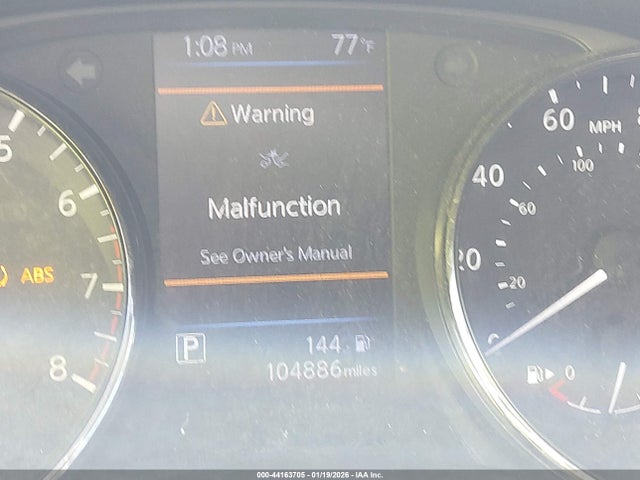 1:08 PM 77°F
Warning
Malfunction
See Owner's Manual
P 144
104886 miles
5
6
7
8
ABS
60 MPH
40
20
0
100
60
20
0
000-44163705 - 01/19/2026 - IAA Inc.